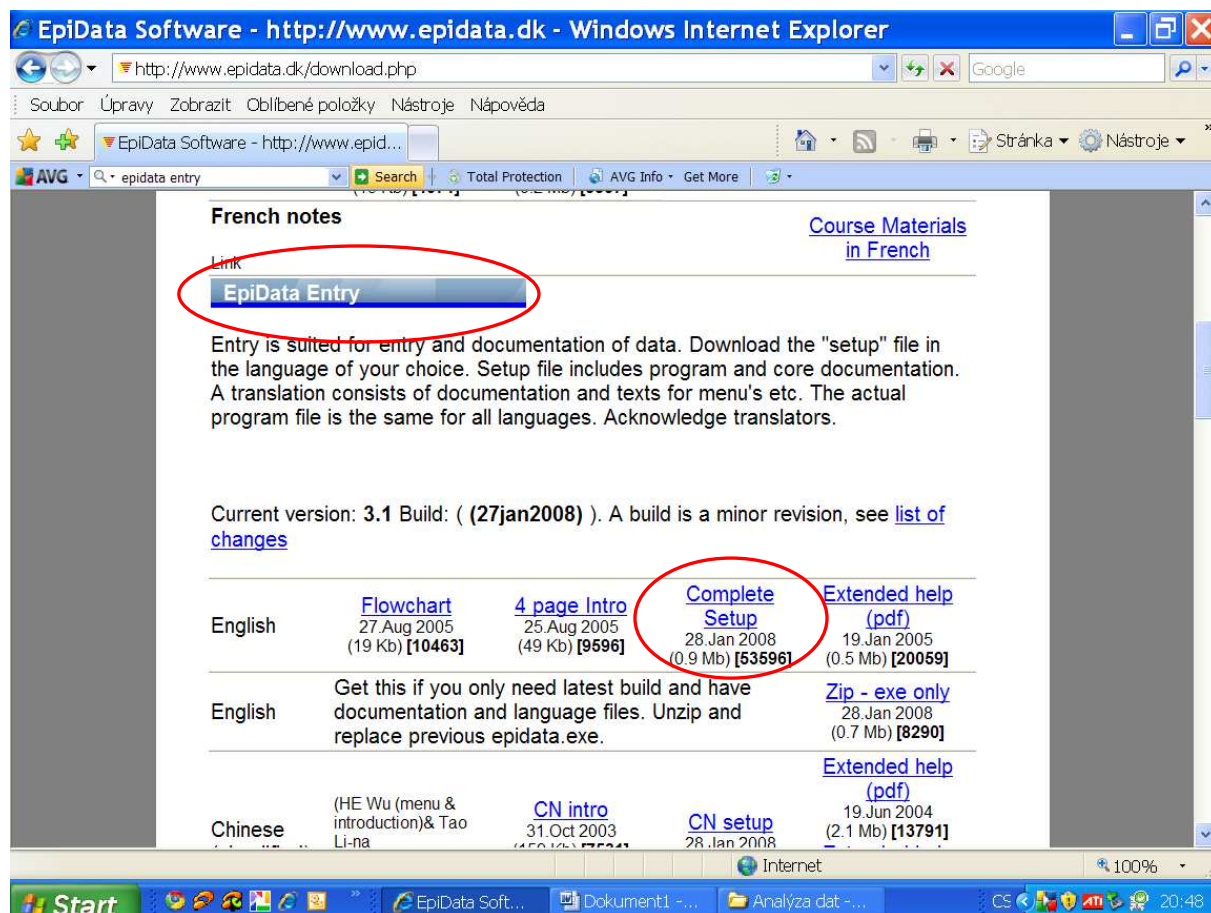 EpiData Software - http://www.epidata.dk - Windows Internet Explorer
http://www.epidata.dk/download.php
Google
Soubor Úpravy Zobrazit Oblíbené položky Nástroje Nápověda
EpiData Software - http://www.epid...
Stránka
Nástroje
AVG
epidata entry
Search
Total Protection
AVG Info
Get More
French notes
Course Materials
in French
Link
EpiData Entry
Entry is suited for entry and documentation of data. Download the "setup" file in
the language of your choice. Setup file includes program and core documentation.
A translation consists of documentation and texts for menu's etc. The actual
program file is the same for all languages. Acknowledge translators.
Current version: 3.1 Build: ( (27jan2008) ). A build is a minor revision, see list of
changes
English
Flowchart
27.Aug 2005
(19 Kb) [10463]
4 page Intro
25.Aug 2005
(49 Kb) [9596]
Complete
Setup
28.Jan 2008
(0.9 Mb) [53596]
Extended help
(pdf)
19.Jan 2005
(0.5 Mb) [20059]
English
Get this if you only need latest build and have
documentation and language files. Unzip and
replace previous epidata.exe.
Zip - exe only
28.Jan 2008
(0.7 Mb) [8290]
Chinese
(HE Wu (menu &
introduction)& Tao
Li-na
CN intro
31.Oct 2003
CN setup
28.Jan 2008
Extended help
(pdf)
19.Jun 2004
(2.1 Mb) [13791]
Internet
100%
Start
EpiData Soft...
Dokument1 -...
Analýza dat -...
CS
20:48